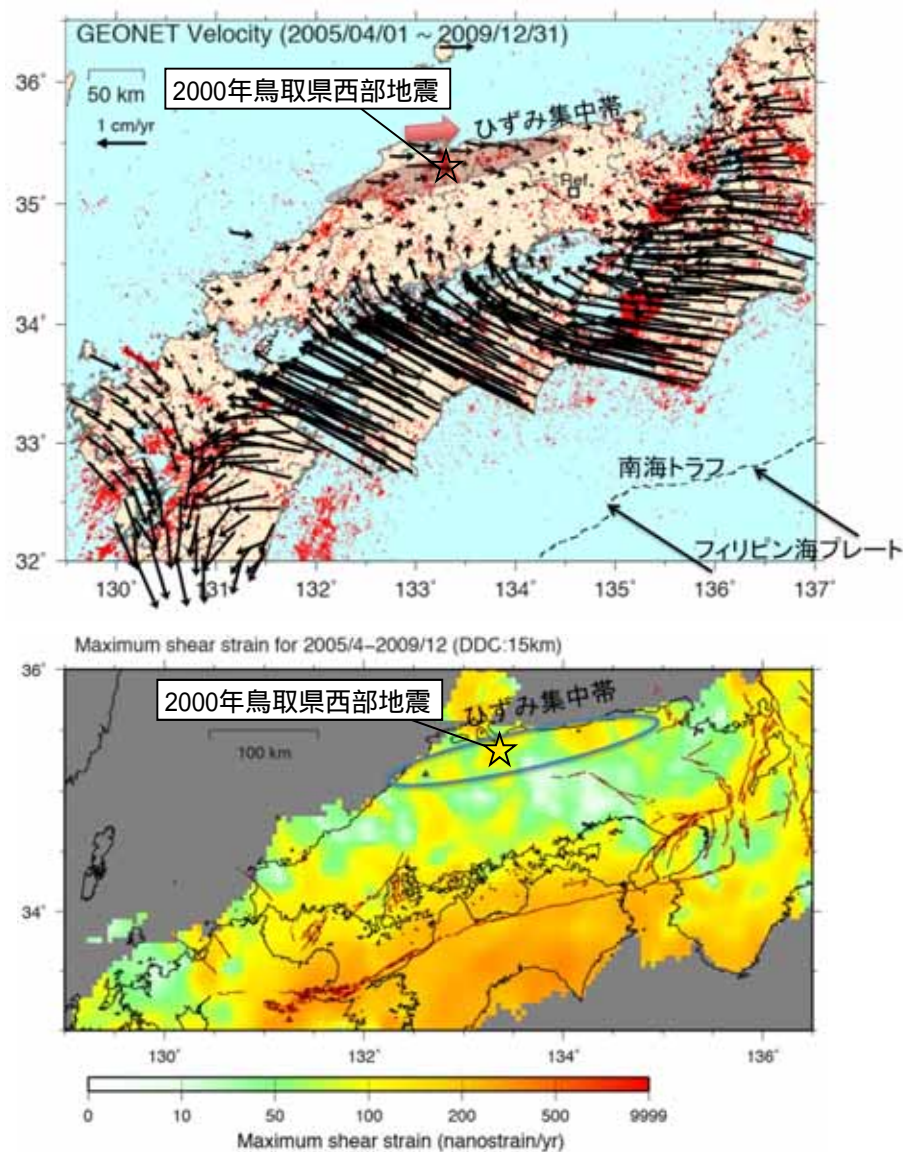 GEONET Velocity (2005/04/01 ~ 2009/12/31)
36˚
50 km
2000年鳥取県西部地震
1 cm/yr
ひずみ集中帯
Ref.
35˚
34˚
33˚
南海トラフ
フィリピン海プレート
32˚
130˚ 131˚ 132˚ 133˚ 134˚ 135˚ 136˚ 137˚
Maximum shear strain for 2005/4–2009/12 (DDC:15km)
36˚
2000年鳥取県西部地震
ひずみ集中帯
100 km
34˚
130˚ 132˚ 134˚ 136˚
0 10 50 100 200 500 9999
Maximum shear strain (nanostrain/yr)